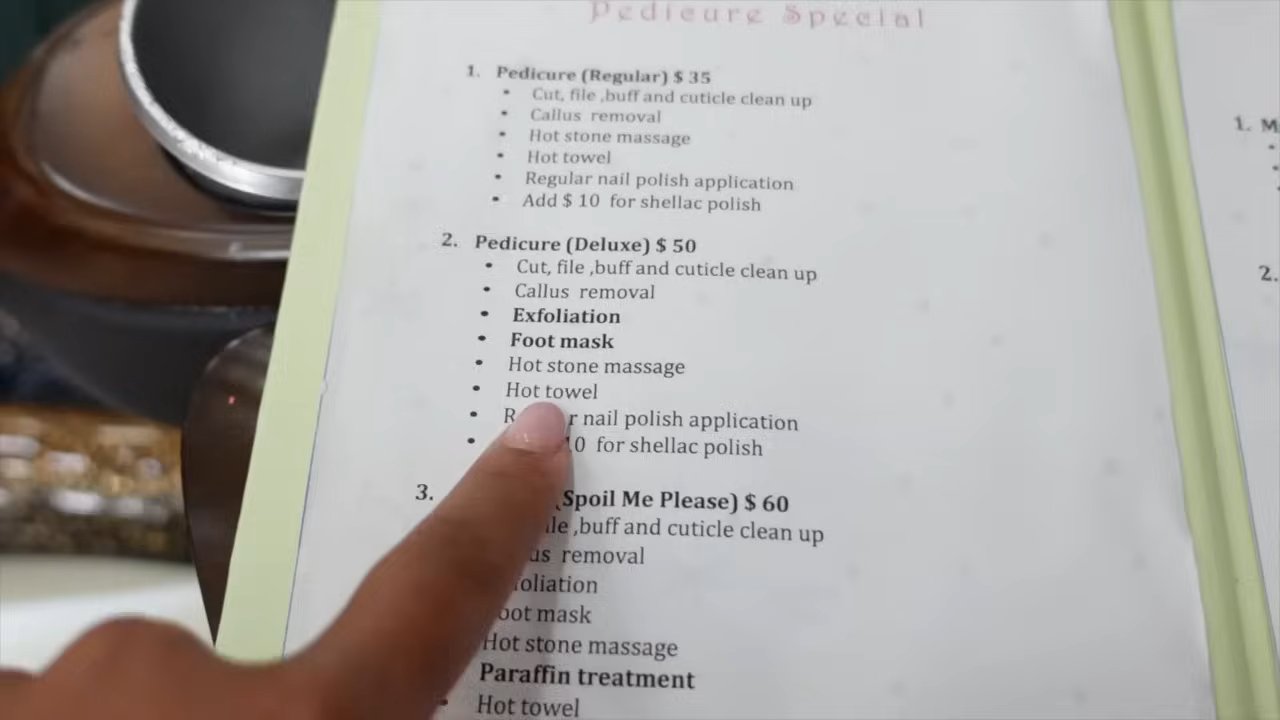 Pedicure Special
1. Pedicure (Regular) $ 35
• Cut, file ,buff and cuticle clean up
• Callus removal
• Hot stone massage
• Hot towel
• Regular nail polish application
• Add $ 10 for shellac polish
2. Pedicure (Deluxe) $ 50
• Cut, file ,buff and cuticle clean up
• Callus removal
• Exfoliation
• Foot mask
• Hot stone massage
• Hot towel
• nail polish application
• 10 for shellac polish
3. (Spoil Me Please) $ 60
,buff and cuticle clean up
removal
mask
Hot stone massage
Paraffin treatment
• Hot towel
1. M
2.